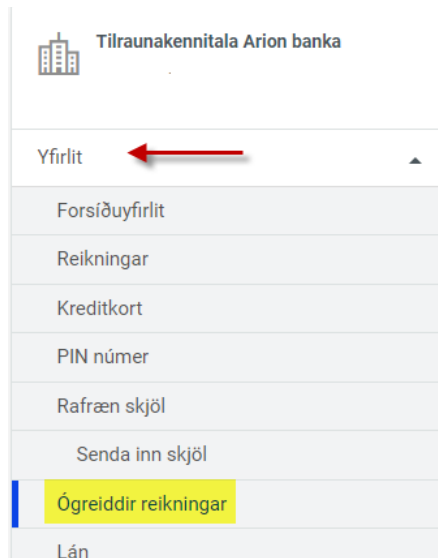 Tilraunakennitala Arion banka
Yfirlit
Forsíðuyfirlit
Reikningar
Kreditkort
PIN númer
Rafræn skjöl
Senda inn skjöl
Ógreiddir reikningar
Lán